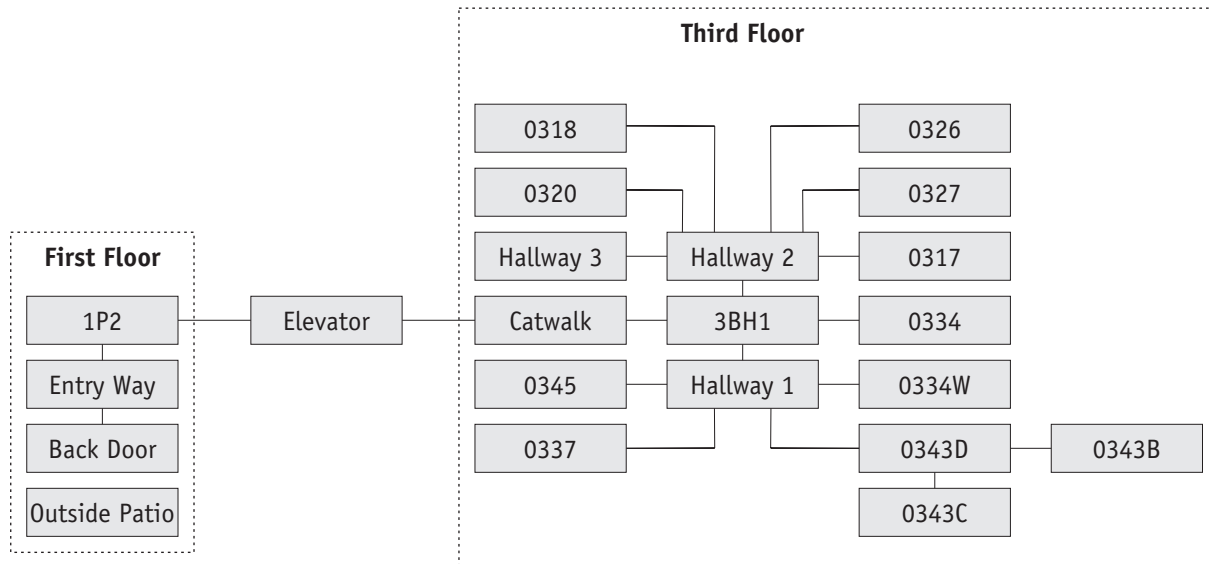 Third Floor
0318
0326
0320
0327
First Floor
Hallway 3
Hallway 2
0317
1P2
Elevator
Catwalk
3BH1
0334
Entry Way
0345
Hallway 1
0334W
Back Door
0337
0343D
0343B
Outside Patio
0343C